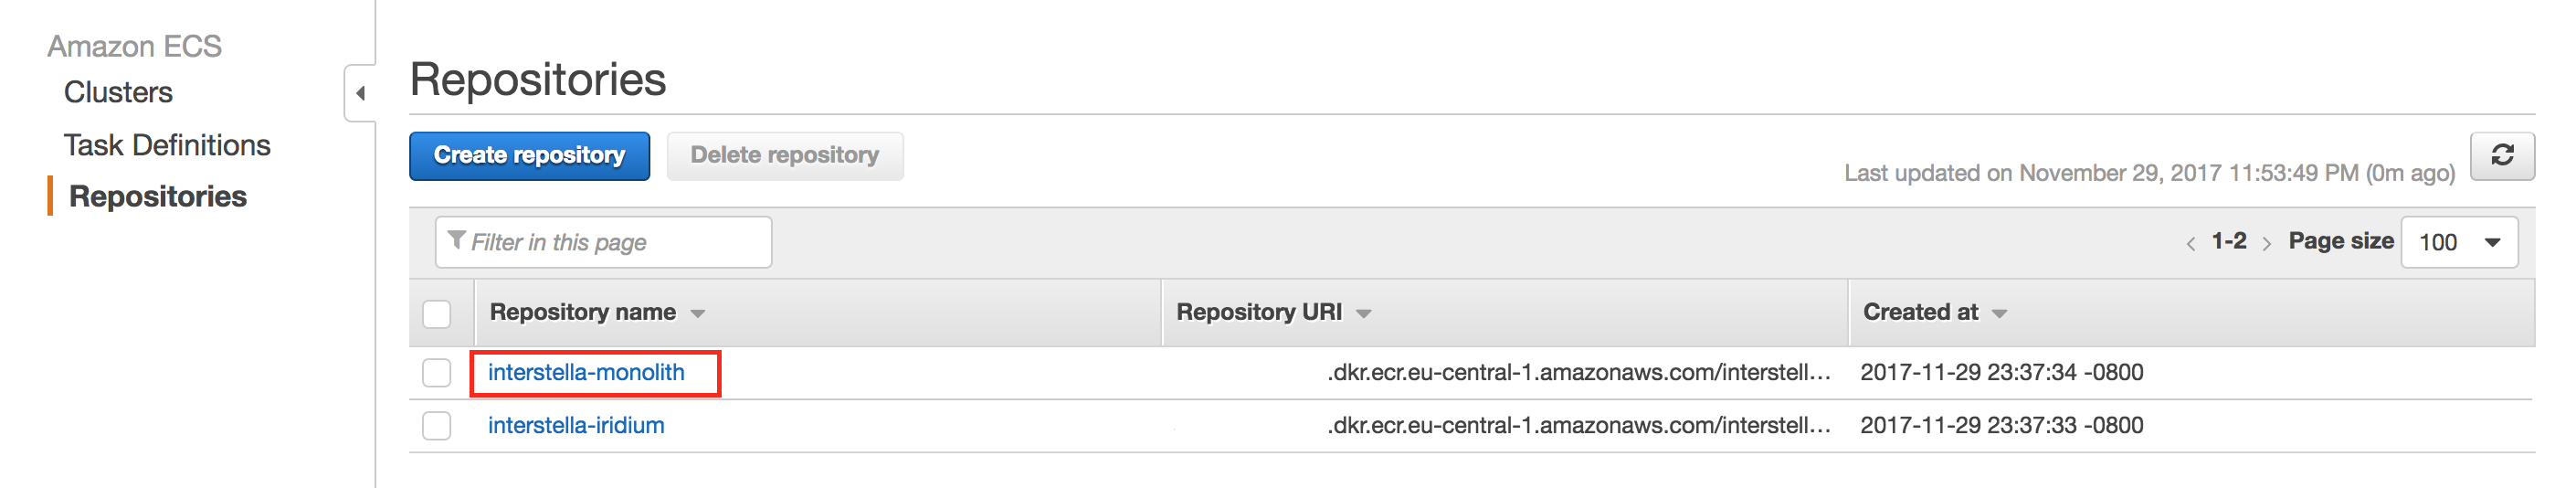 Amazon ECS
Clusters
Task Definitions
Repositories
Repositories
Create repository
Delete repository
Last updated on November 29, 2017 11:53:49 PM (0m ago)
Filter in this page
< 1-2 > Page size 100
Repository name Repository URI Created at
interstella-monolith .dkr.ecr.eu-central-1.amazonaws.com/interstell... 2017-11-29 23:37:34 -0800
interstella-iridium .dkr.ecr.eu-central-1.amazonaws.com/interstell... 2017-11-29 23:37:33 -0800